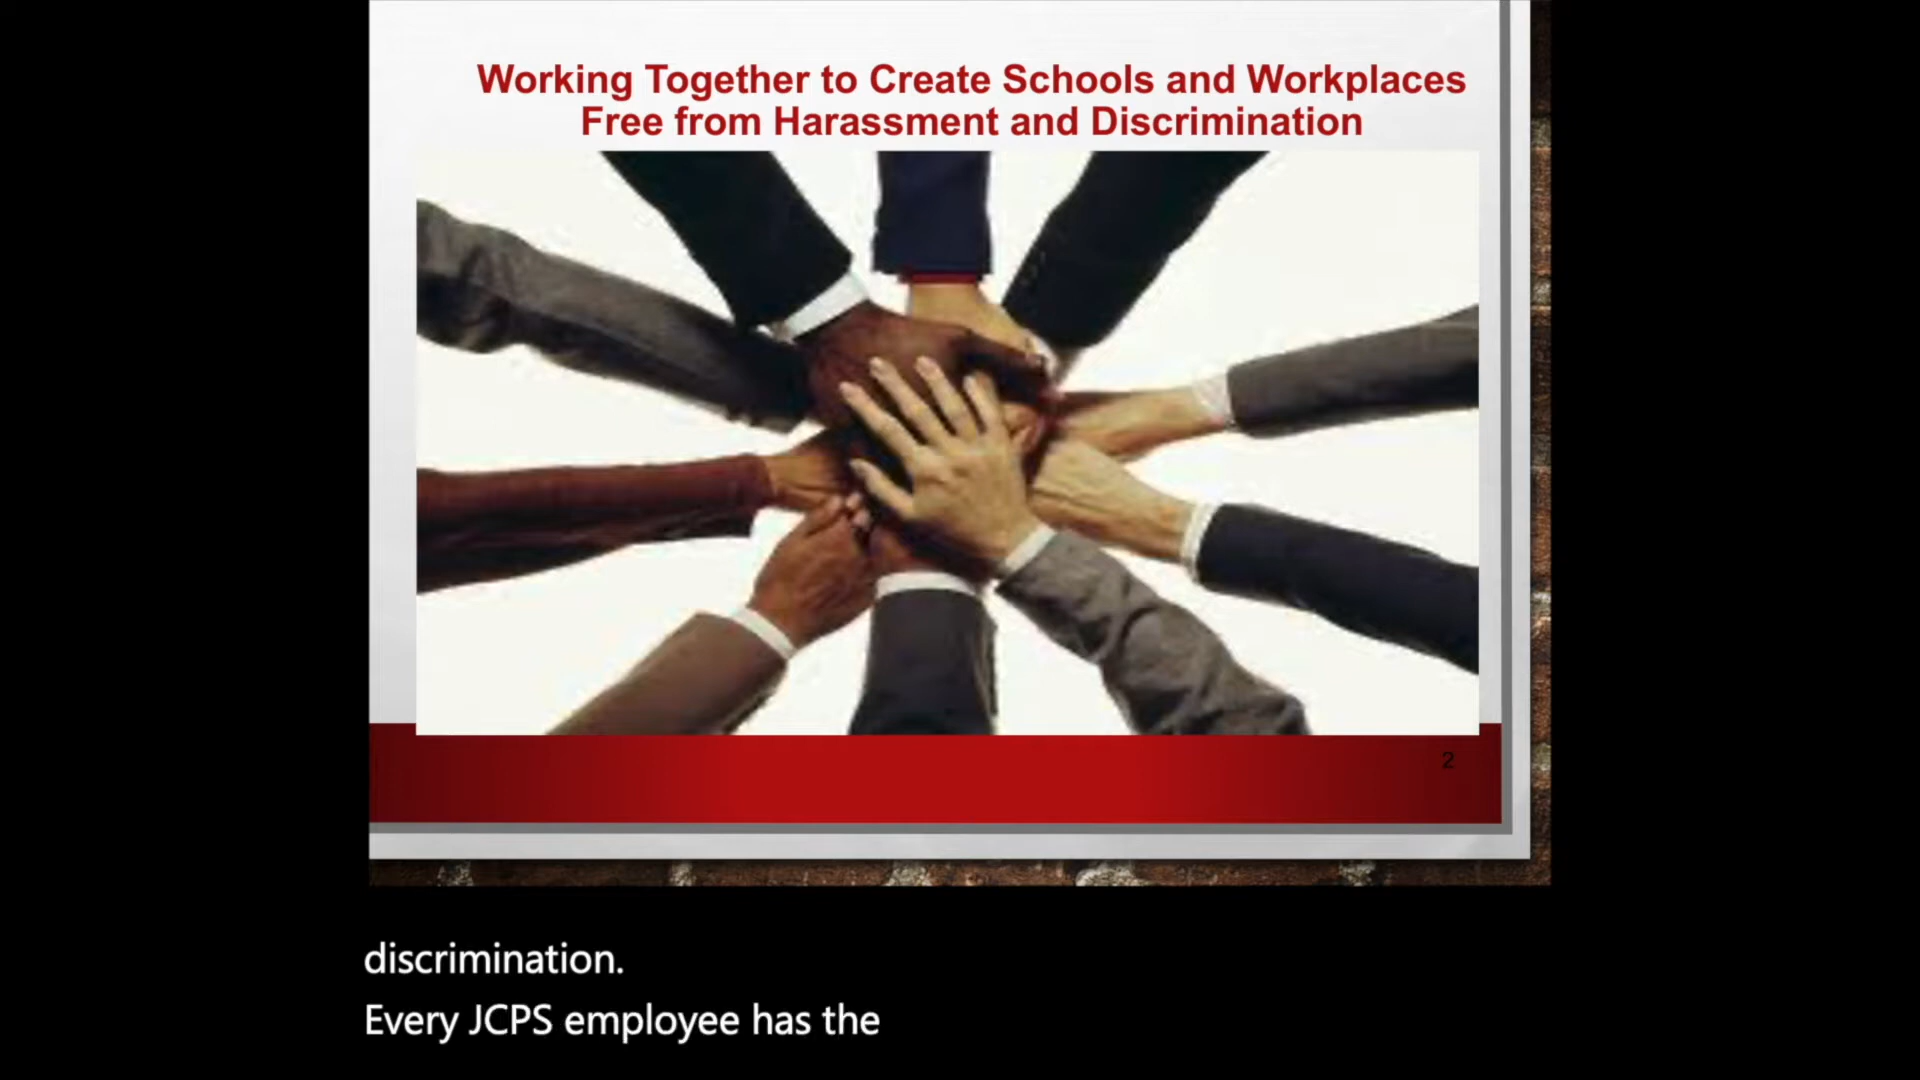 Working Together to Create Schools and Workplaces
Free from Harassment and Discrimination
2
discrimination.
Every JCPS employee has the